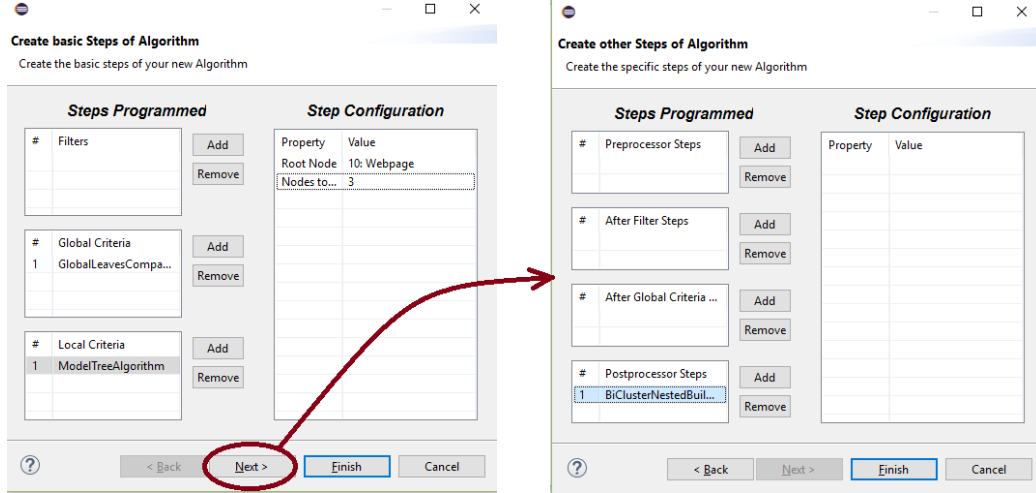 Create basic Steps of Algorithm
Create the basic steps of your new Algorithm
Steps Programmed
Step Configuration
# Filters
Add
Remove
Property Value
Root Node 10: Webpage
Nodes to... 3
# Global Criteria
1 GlobalLeavesCompa...
Add
Remove
# Local Criteria
1 ModelTreeAlgorithm
Add
Remove
? < Back Next > Finish Cancel
Create other Steps of Algorithm
Create the specific steps of your new Algorithm
Steps Programmed
Step Configuration
# Preprocessor Steps
Add
Remove
Property Value
# After Filter Steps
Add
Remove
# After Global Criteria ...
Add
Remove
# Postprocessor Steps
1 BiClusterNestedBuil...
Add
Remove
? < Back Next > Finish Cancel